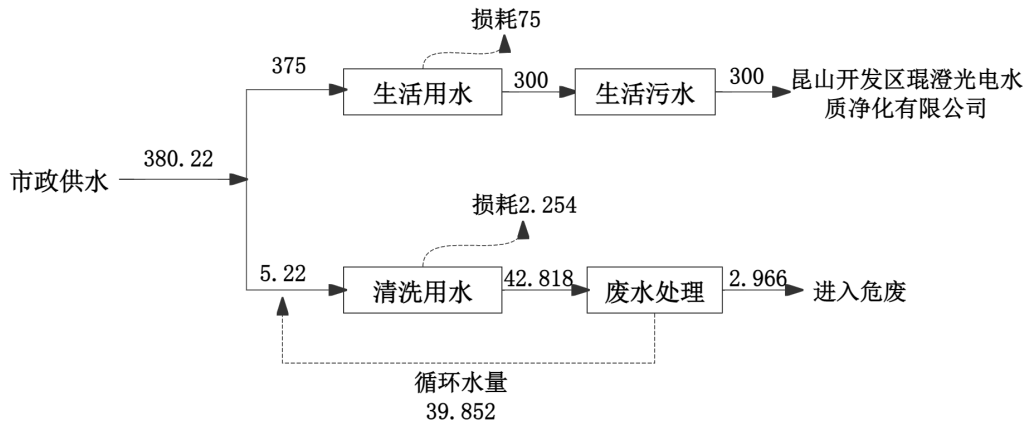 损耗75
375
生活用水
300
生活污水
300
昆山开发区琨澄光电水
质净化有限公司
380.22
市政供水
损耗2.254
5.22
清洗用水
42.818
废水处理
2.966
进入危废
循环水量
39.852